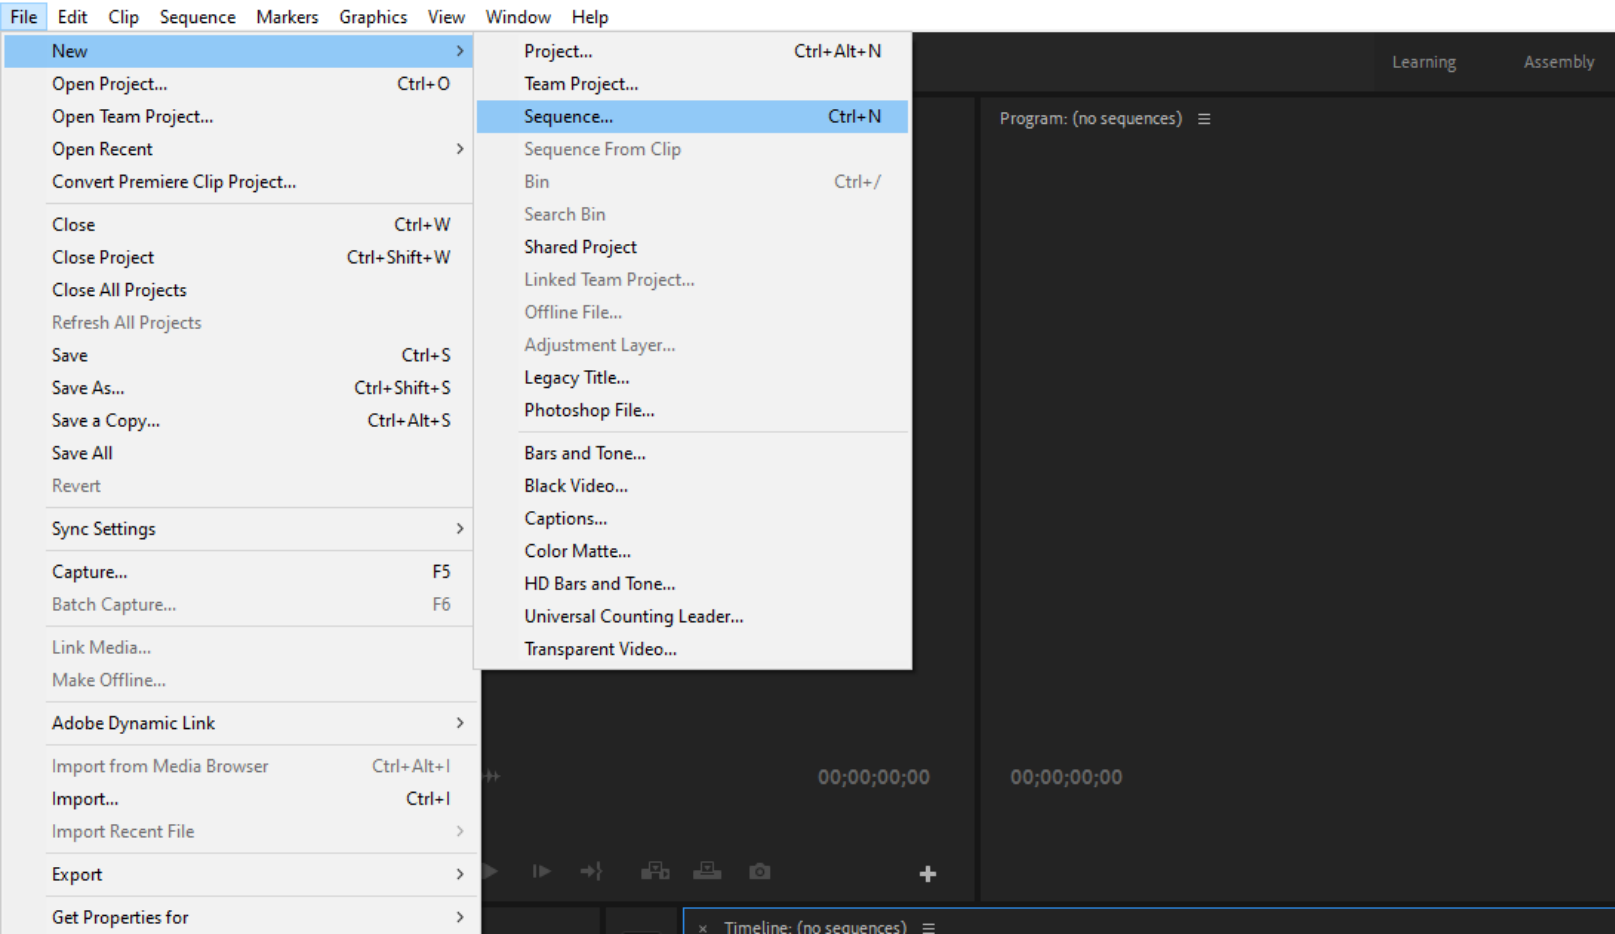 File Edit Clip Sequence Markers Graphics View Window Help
New >
Open Project... Ctrl+O
Open Team Project...
Open Recent >
Convert Premiere Clip Project...
Close Ctrl+W
Close Project Ctrl+Shift+W
Close All Projects
Refresh All Projects
Save Ctrl+S
Save As... Ctrl+Shift+S
Save a Copy... Ctrl+Alt+S
Save All
Revert
Sync Settings >
Capture... F5
Batch Capture... F6
Link Media...
Make Offline...
Adobe Dynamic Link >
Import from Media Browser Ctrl+Alt+I
Import... Ctrl+I
Import Recent File >
Export >
Get Properties for >
Project... Ctrl+Alt+N
Team Project...
Sequence... Ctrl+N
Sequence From Clip
Bin Ctrl+/
Search Bin
Shared Project
Linked Team Project...
Offline File...
Adjustment Layer...
Legacy Title...
Photoshop File...
Bars and Tone...
Black Video...
Captions...
Color Matte...
HD Bars and Tone...
Universal Counting Leader...
Transparent Video...
Learning Assembly
Program: (no sequences)
00;00;00;00
00;00;00;00
Timeline: (no sequences)